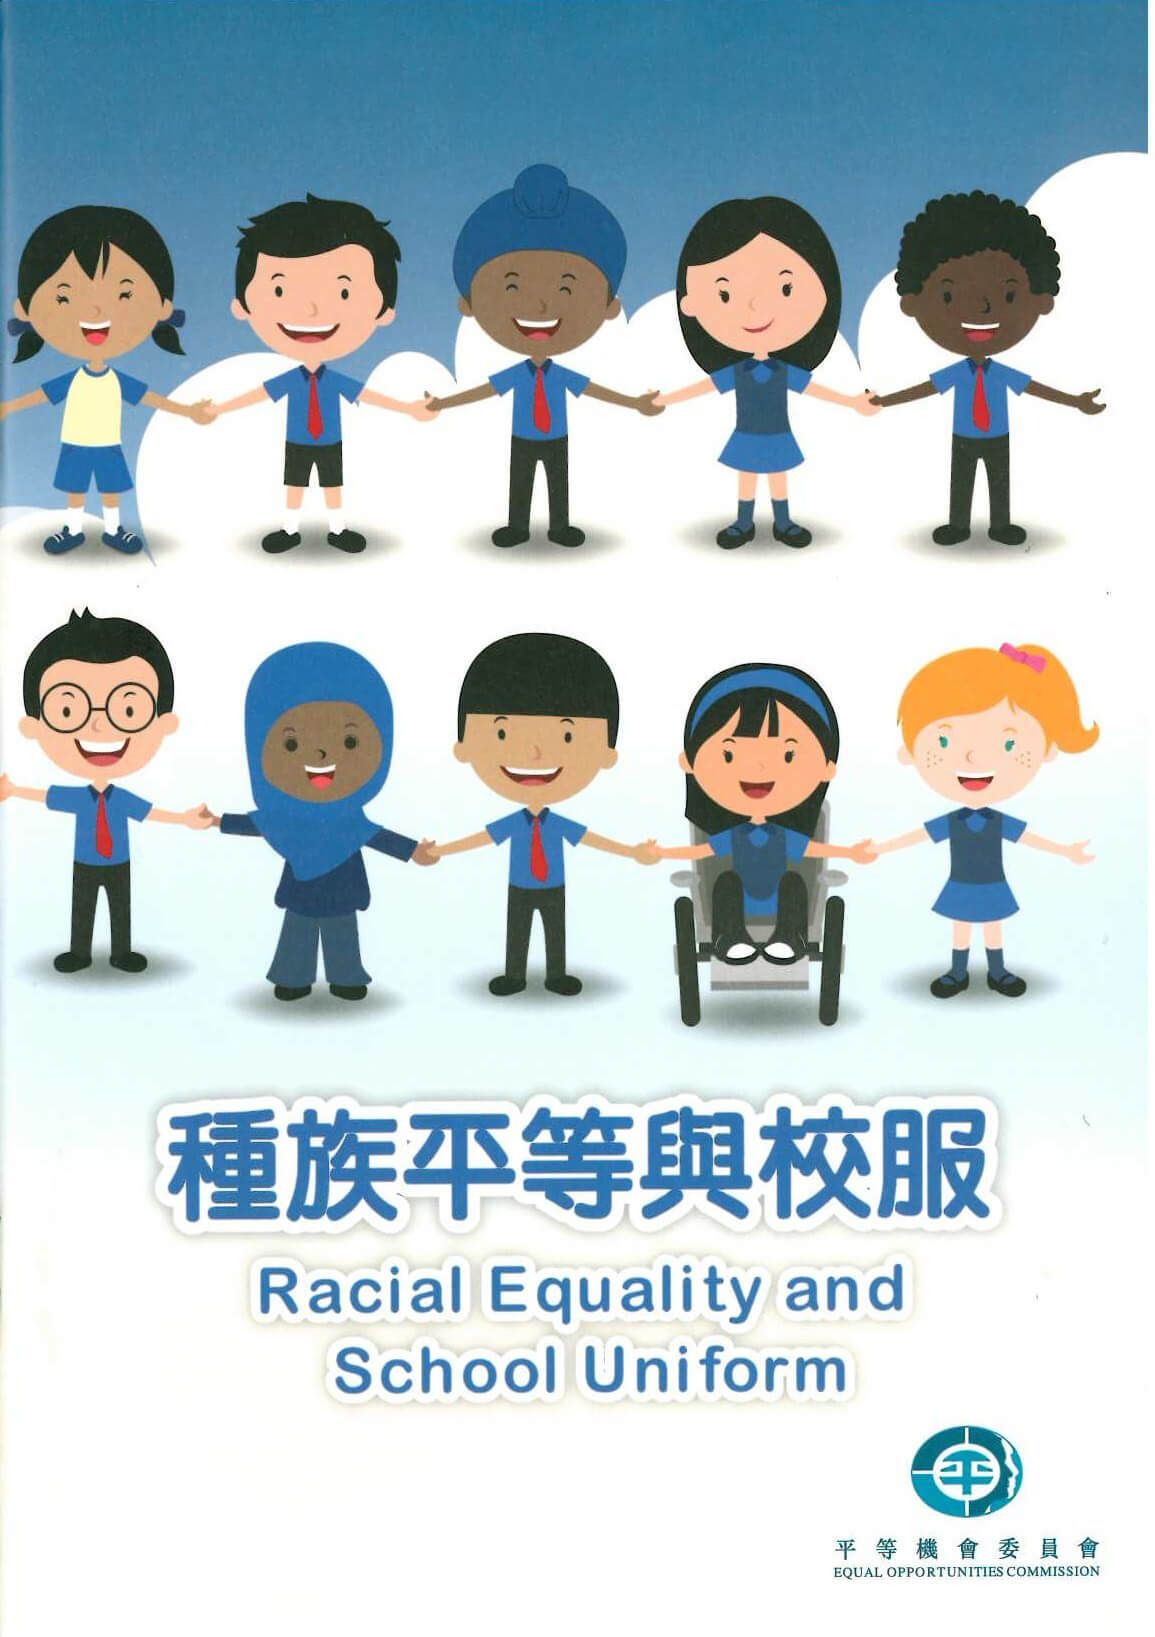 種族平等與校服
Racial Equality and
School Uniform
平等機會委員會
EQUAL OPPORTUNITIES COMMISSION